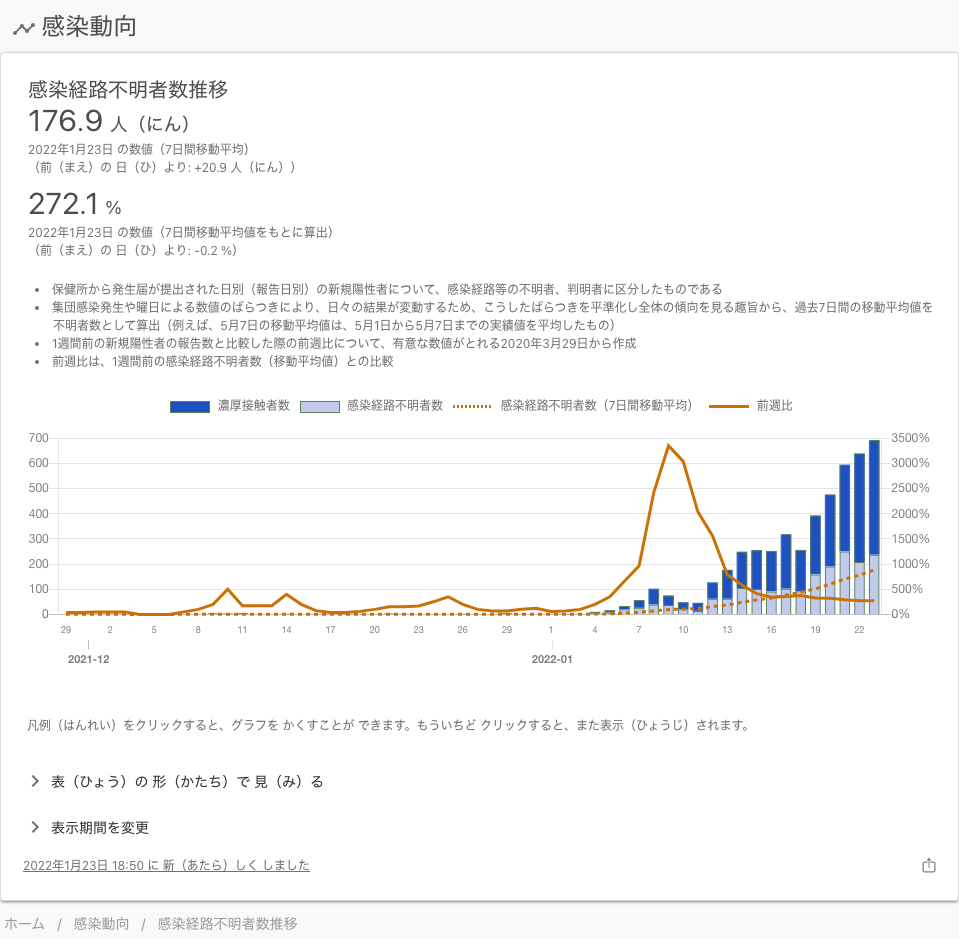 感染動向
感染経路不明者数推移
176.9 人（にん）
2022年1月23日 の数値（7日間移動平均）
（前（まえ）の 日（ひ）より: +20.9 人（にん））
272.1 %
2022年1月23日 の数値（7日間移動平均値をもとに算出）
（前（まえ）の 日（ひ）より: -0.2 %）
• 保健所から発生届が提出された日別（報告日別）の新規陽性者について、感染経路等の不明者、判明者に区分したものである
• 集団感染発生や曜日による数値のばらつきにより、日々の結果が変動するため、こうしたばらつきを平準化し全体の傾向を見る趣旨から、過去7日間の移動平均値を
不明者数として算出（例えば、5月7日の移動平均値は、5月1日から5月7日までの実績値を平均したもの）
• 1週間前の新規陽性者の報告数と比較した際の前週比について、有意な数値がとれる2020年3月29日から作成
• 前週比は、1週間前の感染経路不明者数（移動平均値）との比較
濃厚接触者数 感染経路不明者数 感染経路不明者数（7日間移動平均） 前週比
700 3500%
600 3000%
500 2500%
400 2000%
300 1500%
200 1000%
100 500%
0 0%
29 2 5 8 11 14 17 20 23 26 29 1 4 7 10 13 16 19 22
2021-12 2022-01
凡例（はんれい）をクリックすると、グラフを かくすことが できます。もういちど クリックすると、また表示（ひょうじ）されます。
表（ひょう）の 形（かたち）で 見（み）る
表示期間を変更
2022年1月23日 18:50 に 新（あたら）しく しました
ホーム / 感染動向 / 感染経路不明者数推移